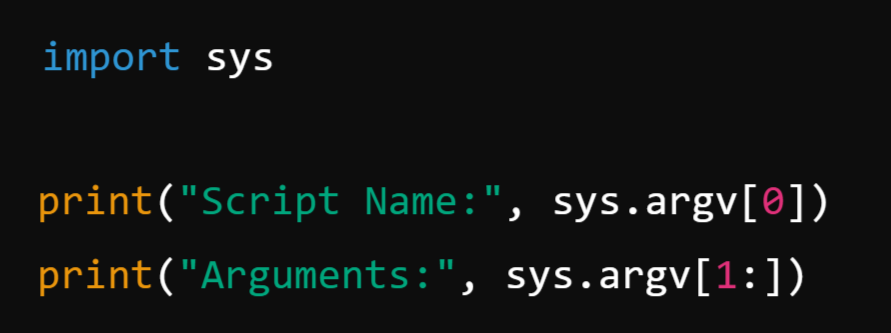 import sys
print("Script Name:", sys.argv[0])
print("Arguments:", sys.argv[1:])